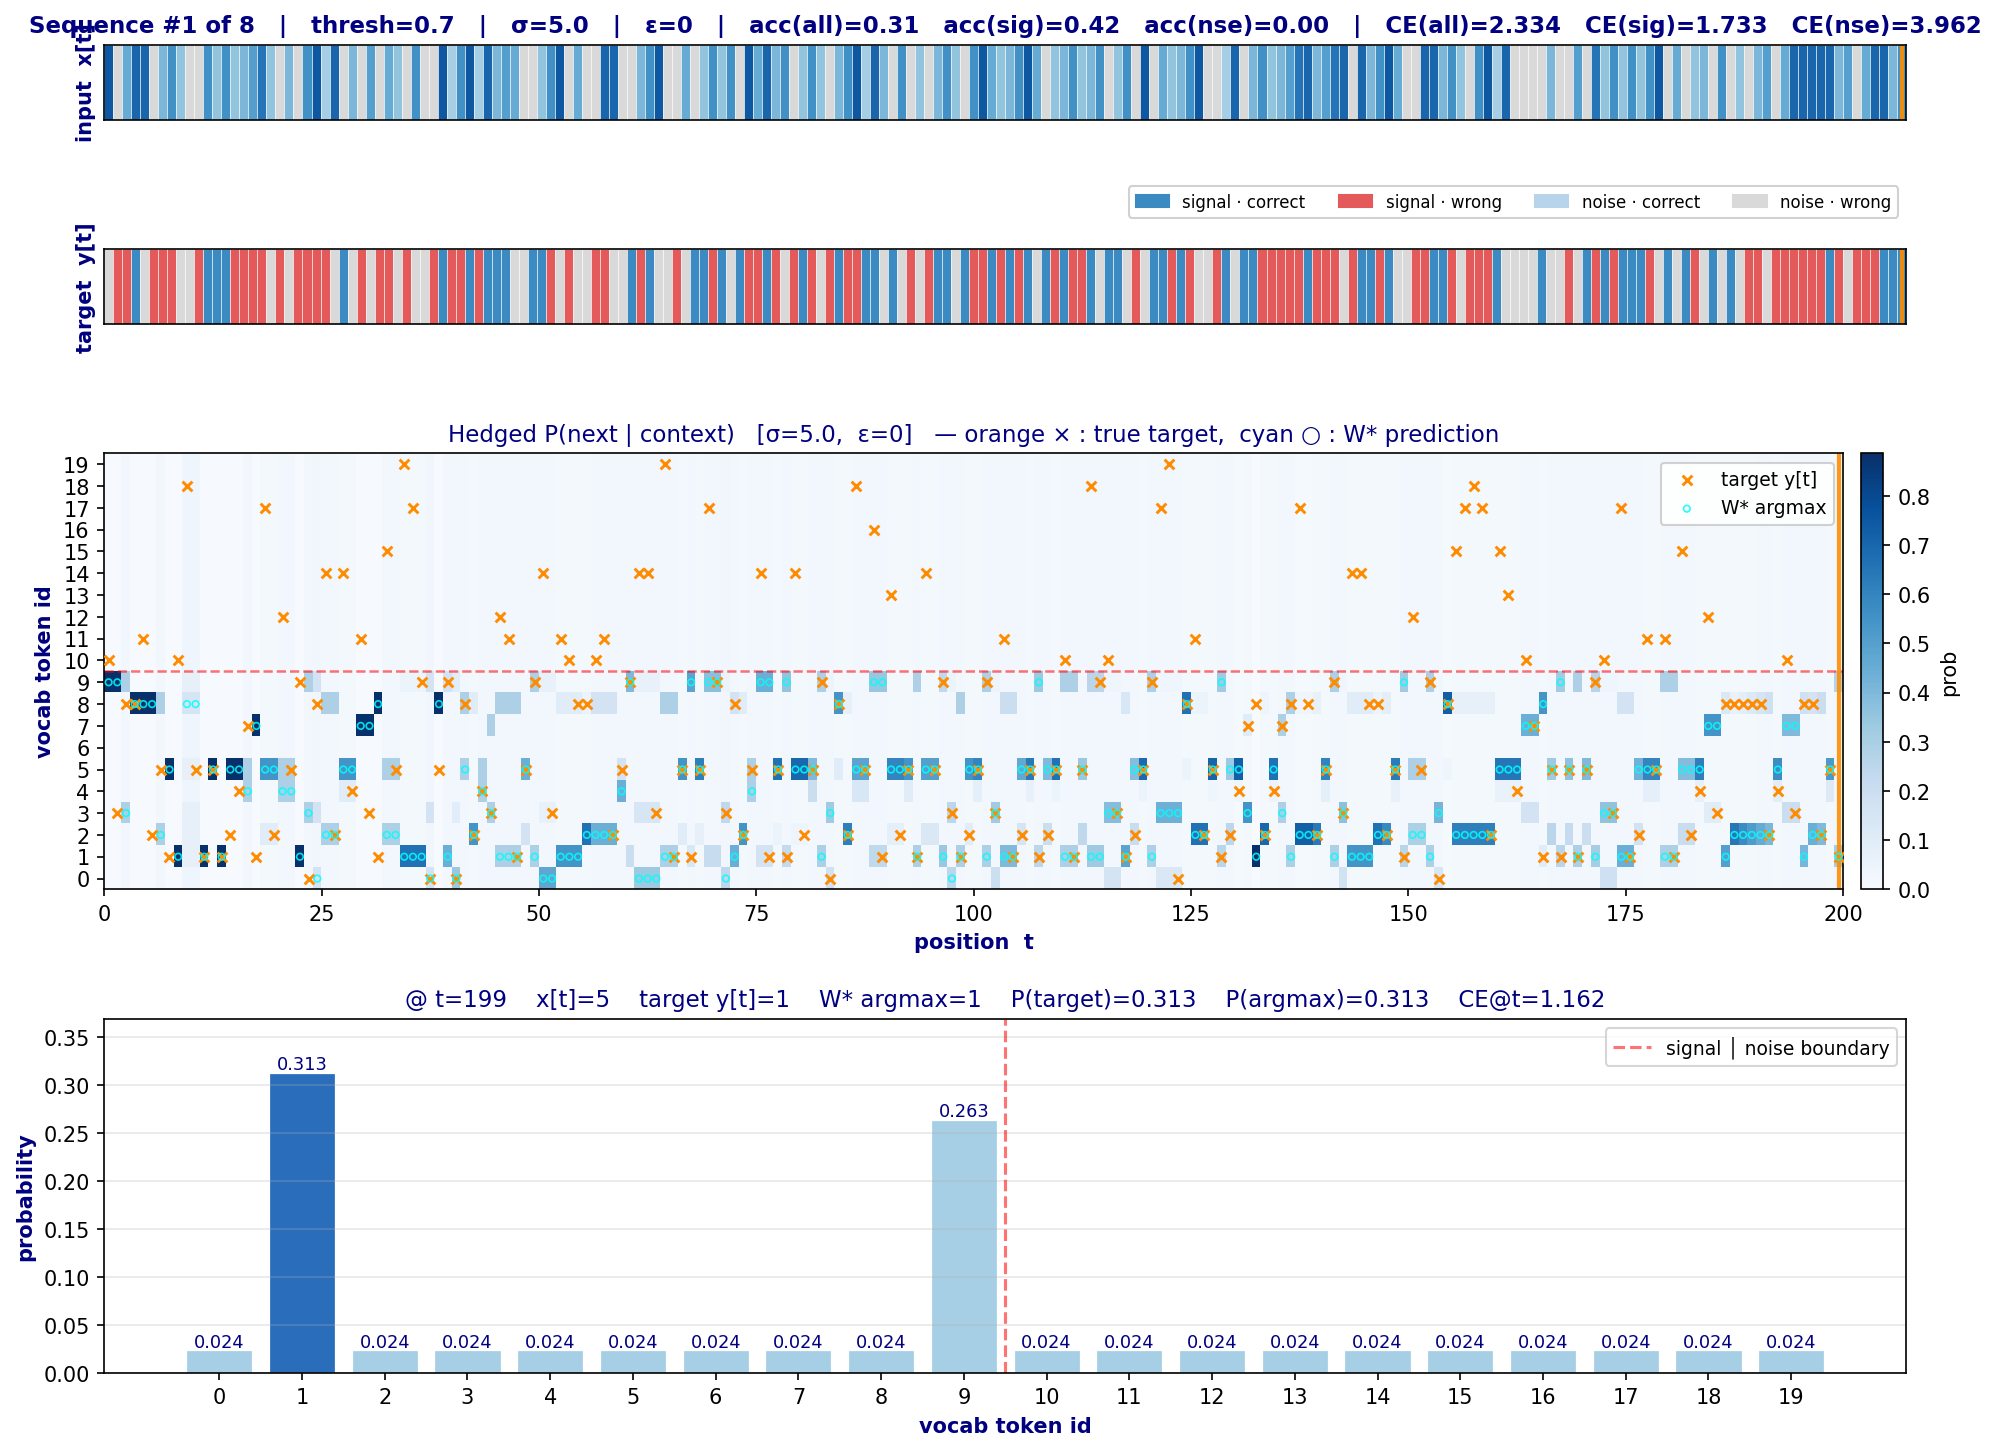 Sequence #1 of 8 | thresh=0.7 | σ=5.0 | ε=0 | acc(all)=0.31 acc(sig)=0.42 acc(nse)=0.00 | CE(all)=2.334 CE(sig)=1.733 CE(nse)=3.962
input x[t]
signal · correct
signal · wrong
noise · correct
noise · wrong
target y[t]
Hedged P(next | context) [σ=5.0, ε=0] — orange × : true target, cyan ○ : W* prediction
target y[t]
W* argmax
19
18
17
16
15
14
13
12
11
10
9
8
7
6
5
4
3
2
1
0
vocab token id
0 25 50 75 100 125 150 175 200
position t
0.8
0.7
0.6
0.5
0.4
0.3
0.2
0.1
0.0
prob
@ t=199 x[t]=5 target y[t]=1 W* argmax=1 P(target)=0.313 P(argmax)=0.313 CE@t=1.162
signal | noise boundary
0.35
0.30
0.25
0.20
0.15
0.10
0.05
0.00
probability
0.024 0.313 0.024 0.024 0.024 0.024 0.024 0.024 0.024 0.263 0.024 0.024 0.024 0.024 0.024 0.024 0.024 0.024 0.024 0.024
0 1 2 3 4 5 6 7 8 9 10 11 12 13 14 15 16 17 18 19
vocab token id